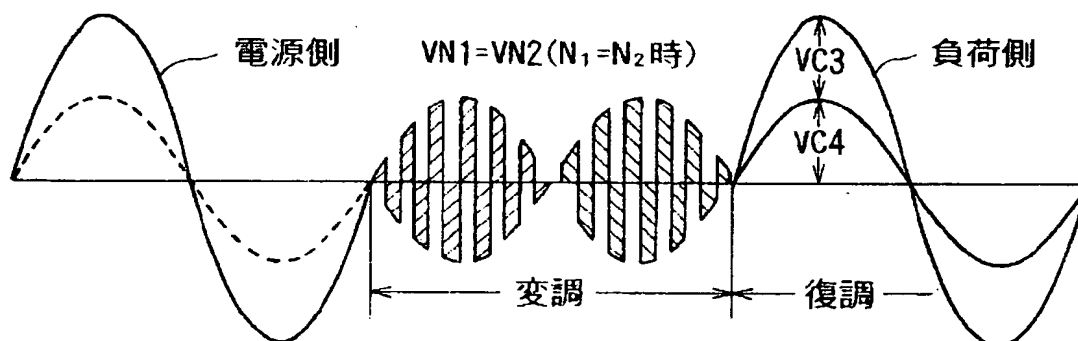 電源側
VN1=VN2(N₁=N₂時)
VC3
負荷側
VC4
変調
復調